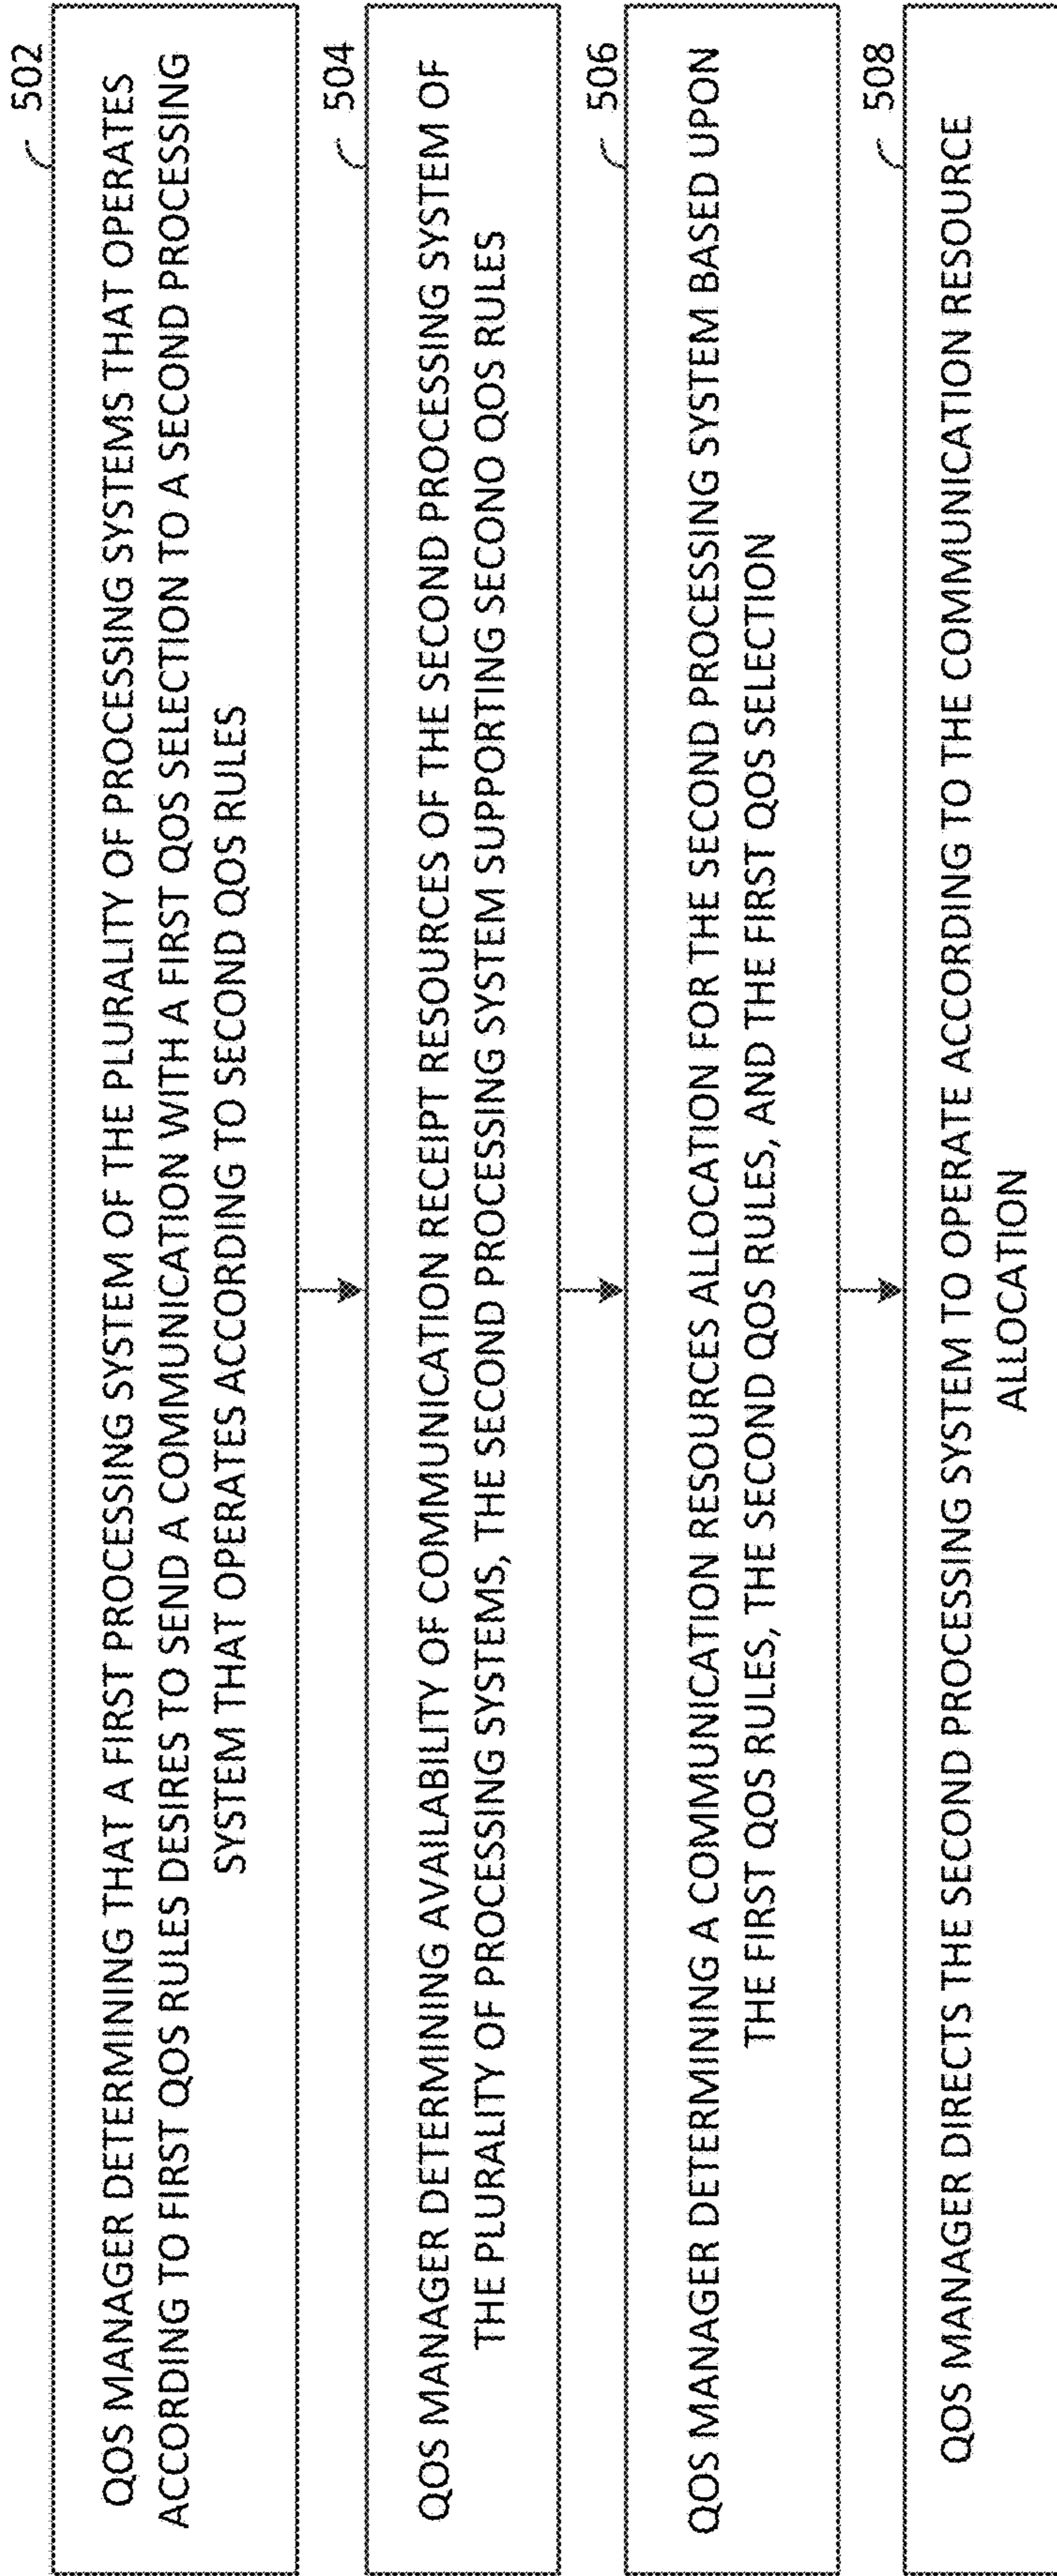 502
QOS MANAGER DETERMINING THAT A FIRST PROCESSING SYSTEM OF THE PLURALITY OF PROCESSING SYSTEMS THAT OPERATES
ACCORDING TO FIRST QOS RULES DESIRES TO SEND A COMMUNICATION WITH A FIRST QOS SELECTION TO A SECOND PROCESSING
SYSTEM THAT OPERATES ACCORDING TO SECOND QOS RULES
504
QOS MANAGER DETERMINING AVAILABILITY OF COMMUNICATION RECEIPT RESOURCES OF THE SECOND PROCESSING SYSTEM OF
THE PLURALITY OF PROCESSING SYSTEMS, THE SECOND PROCESSING SYSTEM SUPPORTING SECONO QOS RULES
506
QOS MANAGER DETERMINING A COMMUNICATION RESOURCES ALLOCATION FOR THE SECOND PROCESSING SYSTEM BASED UPON
THE FIRST QOS RULES, THE SECOND QOS RULES, AND THE FIRST QOS SELECTION
508
QOS MANAGER DIRECTS THE SECOND PROCESSING SYSTEM TO OPERATE ACCORDING TO THE COMMUNICATION RESOURCE
ALLOCATION